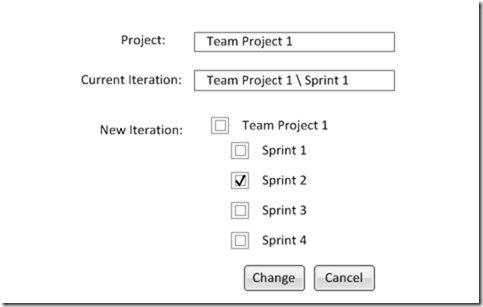 Project: Team Project 1
Current Iteration: Team Project 1 \ Sprint 1
New Iteration: Team Project 1
Sprint 1
Sprint 2
Sprint 3
Sprint 4
Change Cancel